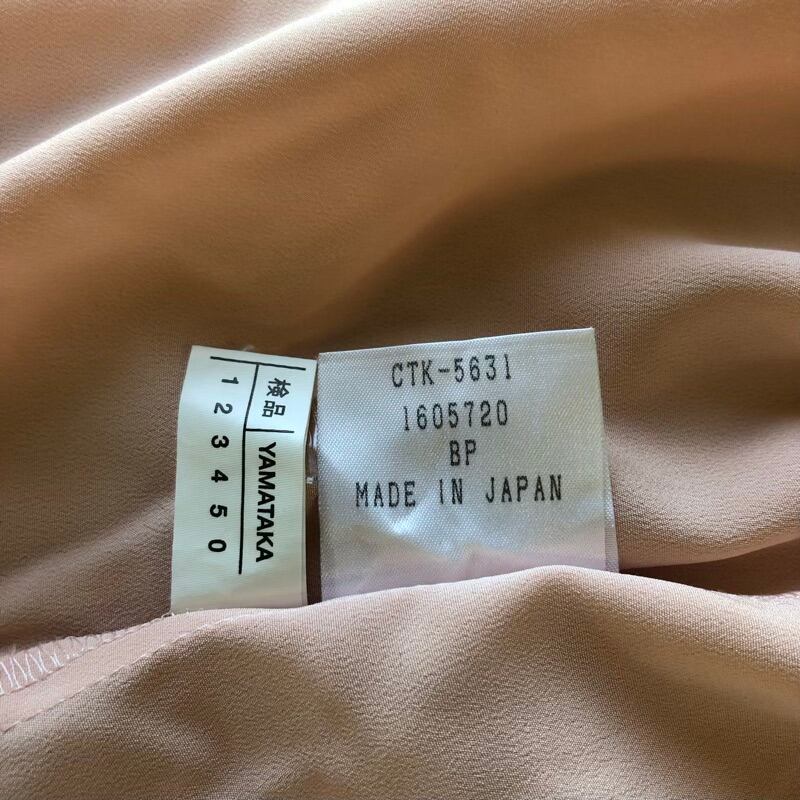 検品 YAMATAKA
1 2 3 4 5 0
CTK-5631
1605720
BP
MADE IN JAPAN